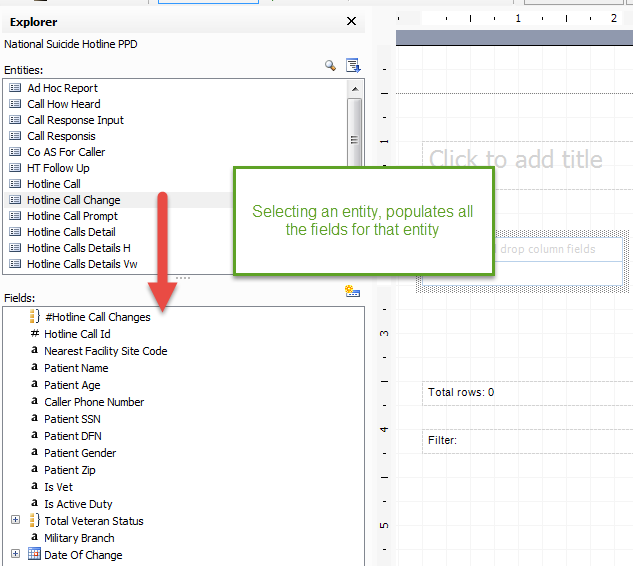 Explorer
National Suicide Hotline PPD
Entities:
Ad Hoc Report
Call How Heard
Call Response Input
Call Responsis
Co AS For Caller
HT Follow Up
Hotline Call
Hotline Call Change
Hotline Call Prompt
Hotline Calls Detail
Hotline Calls Details H
Hotline Calls Details Vw
Selecting an entity, populates all
the fields for that entity
Fields:
#Hotline Call Changes
# Hotline Call Id
a Nearest Facility Site Code
a Patient Name
a Patient Age
a Caller Phone Number
a Patient SSN
a Patient DFN
a Patient Gender
a Patient Zip
a Is Vet
a Is Active Duty
Total Veteran Status
a Military Branch
Date Of Change
1 2
Click to add title
drop column fields
Total rows: 0
Filter:
1
3
4
5